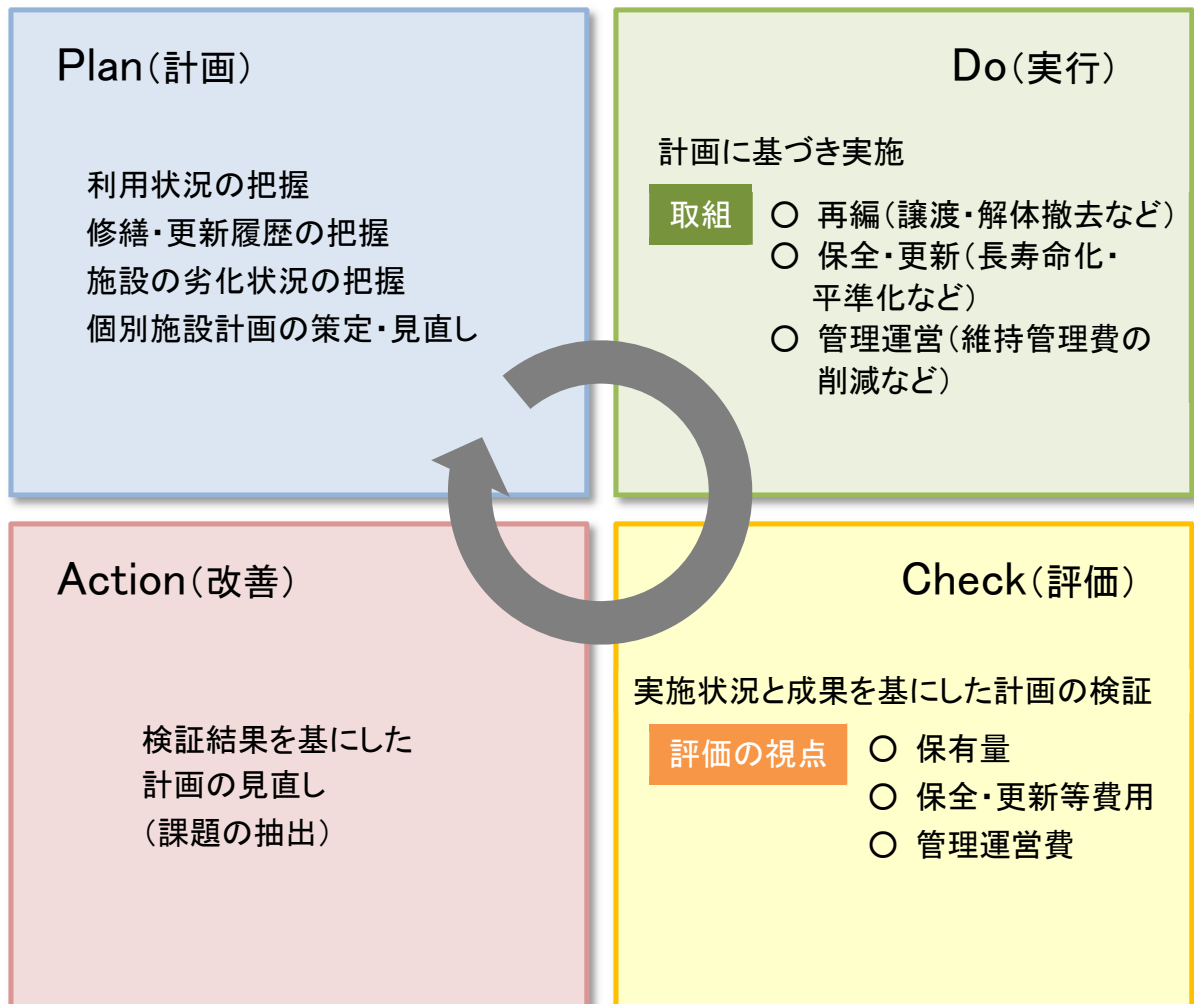 Plan(計画)
利用状況の把握
修繕・更新履歴の把握
施設の劣化状況の把握
個別施設計画の策定・見直し
Do(実行)
計画に基づき実施
取組
○ 再編(譲渡・解体撤去など)
○ 保全・更新(長寿命化・
平準化など)
○ 管理運営(維持管理費の
削減など)
Action(改善)
検証結果を基にした
計画の見直し
(課題の抽出)
Check(評価)
実施状況と成果を基にした計画の検証
評価の視点
○ 保有量
○ 保全・更新等費用
○ 管理運営費